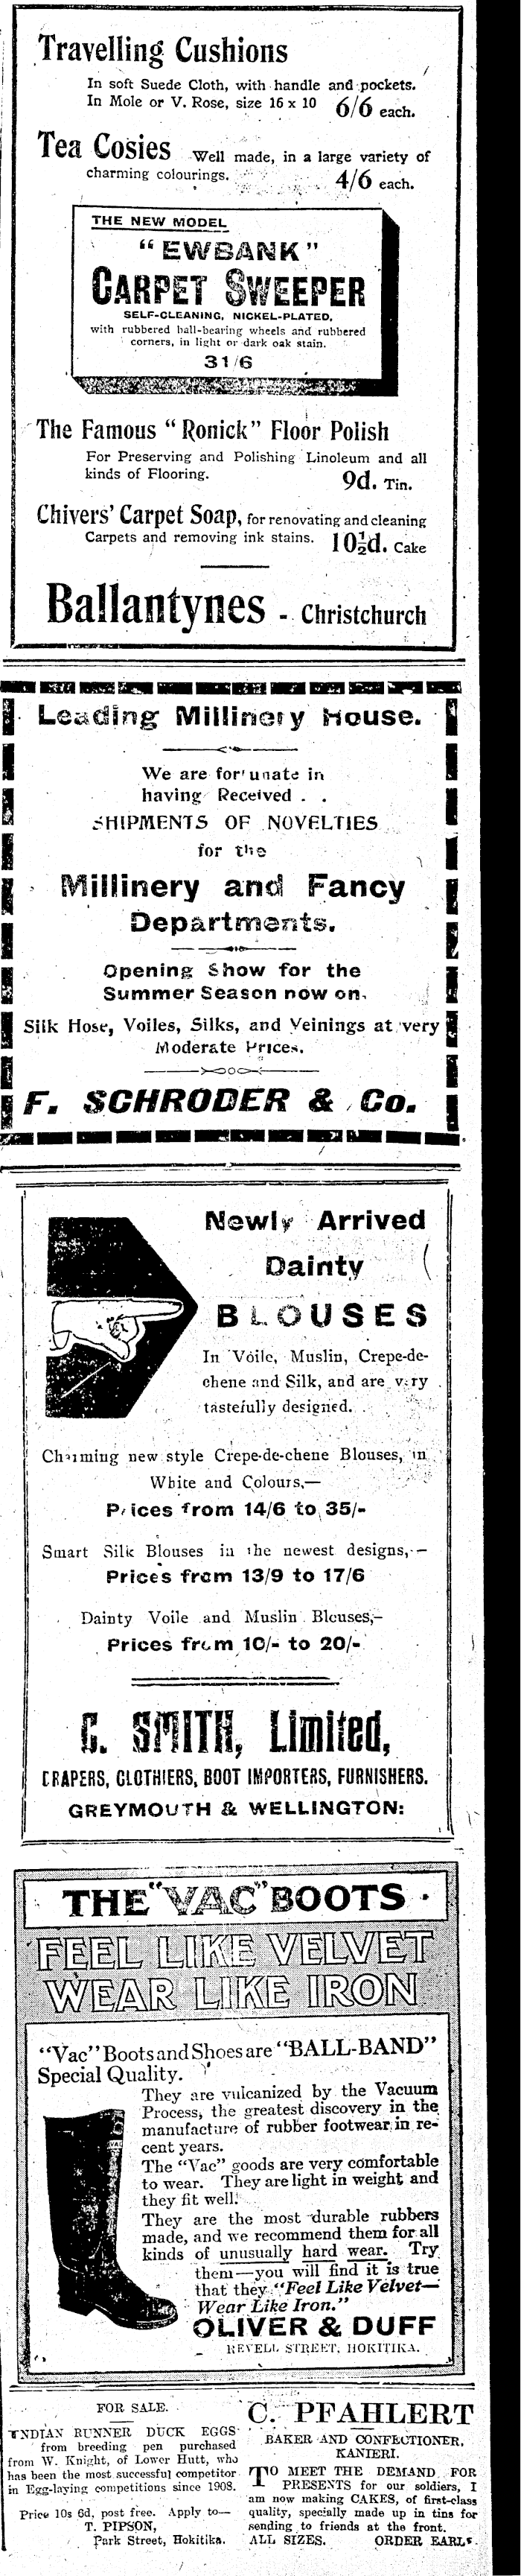 Travelling Cushions
In soft Suede Cloth, with handle and pockets.
In Mole or V. Rose, size 16 x 10 6/6 each.
Tea Cosies Well made, in a large variety of
charming colourings. 4/6 each.
THE NEW MODEL
"EWBANK"
CARPET SWEEPER
SELF-CLEANING, NICKEL-PLATED,
with rubbered ball-bearing wheels and rubbered
corners, in light or dark oak stain.
31/6
The Famous "Ronick" Floor Polish
For Preserving and Polishing Linoleum and all
kinds of Flooring. 9d. Tin.
Chivers' Carpet Soap, for renovating and cleaning
Carpets and removing ink stains. 10½d. Cake
Ballantynes - Christchurch
Leading Millinery House.
We are fortunate in
having Received . .
SHIPMENTS OF NOVELTIES
for the
Millinery and Fancy
Departments.
Opening Show for the
Summer Season now on.
Silk Hose, Voiles, Silks, and Veinings at very
Moderate Prices.
F. SCHRODER & Co.
Newly Arrived
Dainty
BLOUSES
In Voile, Muslin, Crepe-de-
chene and Silk, and are very
tastefully designed.
Charming new style Crepe-de-chene Blouses, in
White and Colours,—
Prices from 14/6 to 35/-
Smart Silk Blouses in the newest designs,—
Prices from 13/9 to 17/6
Dainty Voile and Muslin Blouses,—
Prices from 10/- to 20/-
C. SMITH, Limited,
DRAPERS, CLOTHIERS, BOOT IMPORTERS, FURNISHERS.
GREYMOUTH & WELLINGTON:
THE "VAC" BOOTS
FEEL LIKE VELVET
WEAR LIKE IRON
"Vac" Boots and Shoes are "BALL-BAND"
Special Quality.
They are vulcanized by the Vacuum
Process, the greatest discovery in the
manufacture of rubber footwear in re-
cent years.
The "Vac" goods are very comfortable
to wear. They are light in weight and
they fit well.
They are the most durable rubbers
made, and we recommend them for all
kinds of unusually hard wear. Try
them—you will find it is true
that they "Feel Like Velvet—
Wear Like Iron."
OLIVER & DUFF
REVELL STREET, HOKITIKA.
FOR SALE.
INDIAN RUNNER DUCK EGGS
from breeding pen purchased
from W. Knight, of Lower Hutt, who
has been the most successful competitor
in Egg-laying competitions since 1908.
Price 10s 6d, post free. Apply to—
T. PIPSON,
Park Street, Hokitika.
C. PFAHLERT
BAKER AND CONFECTIONER,
KANIERI.
TO MEET THE DEMAND FOR
PRESENTS for our soldiers, I
am now making CAKES, of first-class
quality, specially made up in tins for
sending to friends at the front.
ALL SIZES. ORDER EARLY.